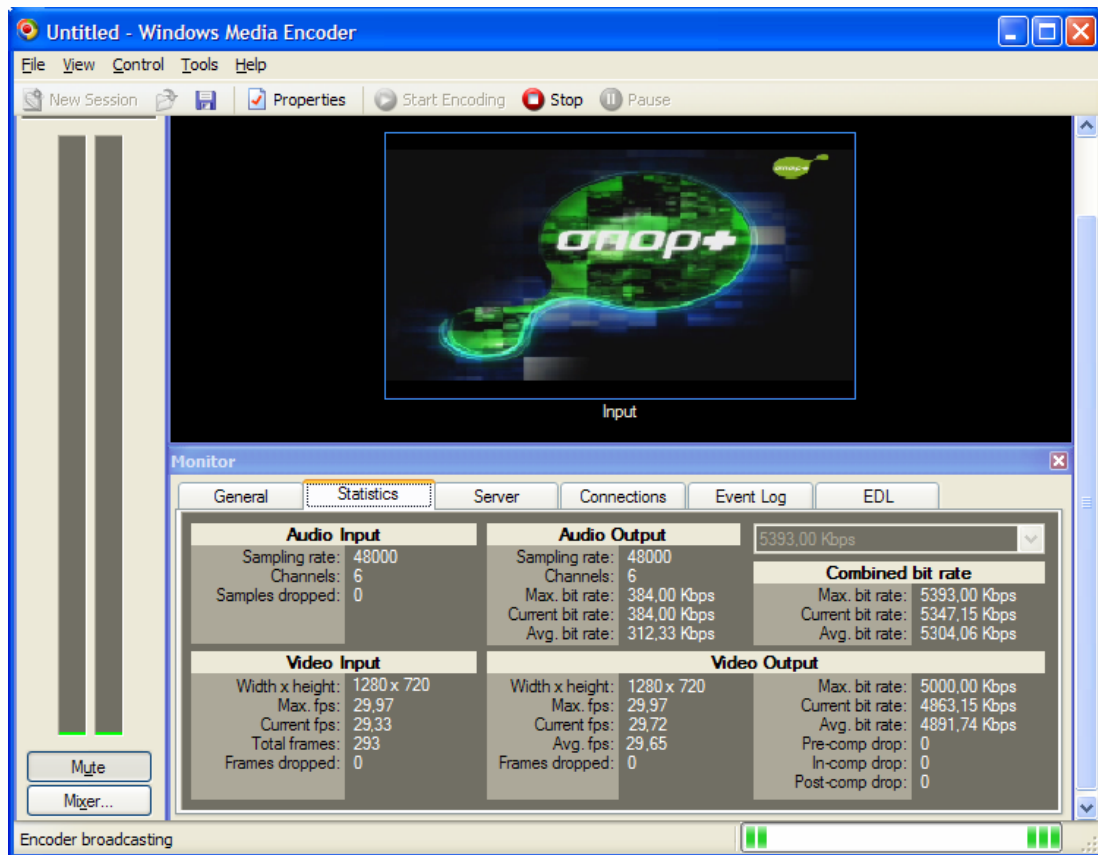 Untitled - Windows Media Encoder
File View Control Tools Help
New Session Properties Start Encoding Stop Pause
спор+
Input
Monitor
General Statistics Server Connections Event Log EDL
Audio Input
Sampling rate: 48000
Channels: 6
Samples dropped: 0
Audio Output
Sampling rate: 48000
Channels: 6
Max. bit rate: 384,00 Kbps
Current bit rate: 384,00 Kbps
Avg. bit rate: 312,33 Kbps
5393,00 Kbps
Combined bit rate
Max. bit rate: 5393,00 Kbps
Current bit rate: 5347,15 Kbps
Avg. bit rate: 5304,06 Kbps
Video Input
Width x height: 1280 x 720
Max. fps: 29,97
Current fps: 29,33
Total frames: 293
Frames dropped: 0
Video Output
Width x height: 1280 x 720
Max. fps: 29,97
Current fps: 29,72
Avg. fps: 29,65
Frames dropped: 0
Max. bit rate: 5000,00 Kbps
Current bit rate: 4863,15 Kbps
Avg. bit rate: 4891,74 Kbps
Pre-comp drop: 0
In-comp drop: 0
Post-comp drop: 0
Mute
Mixer...
Encoder broadcasting